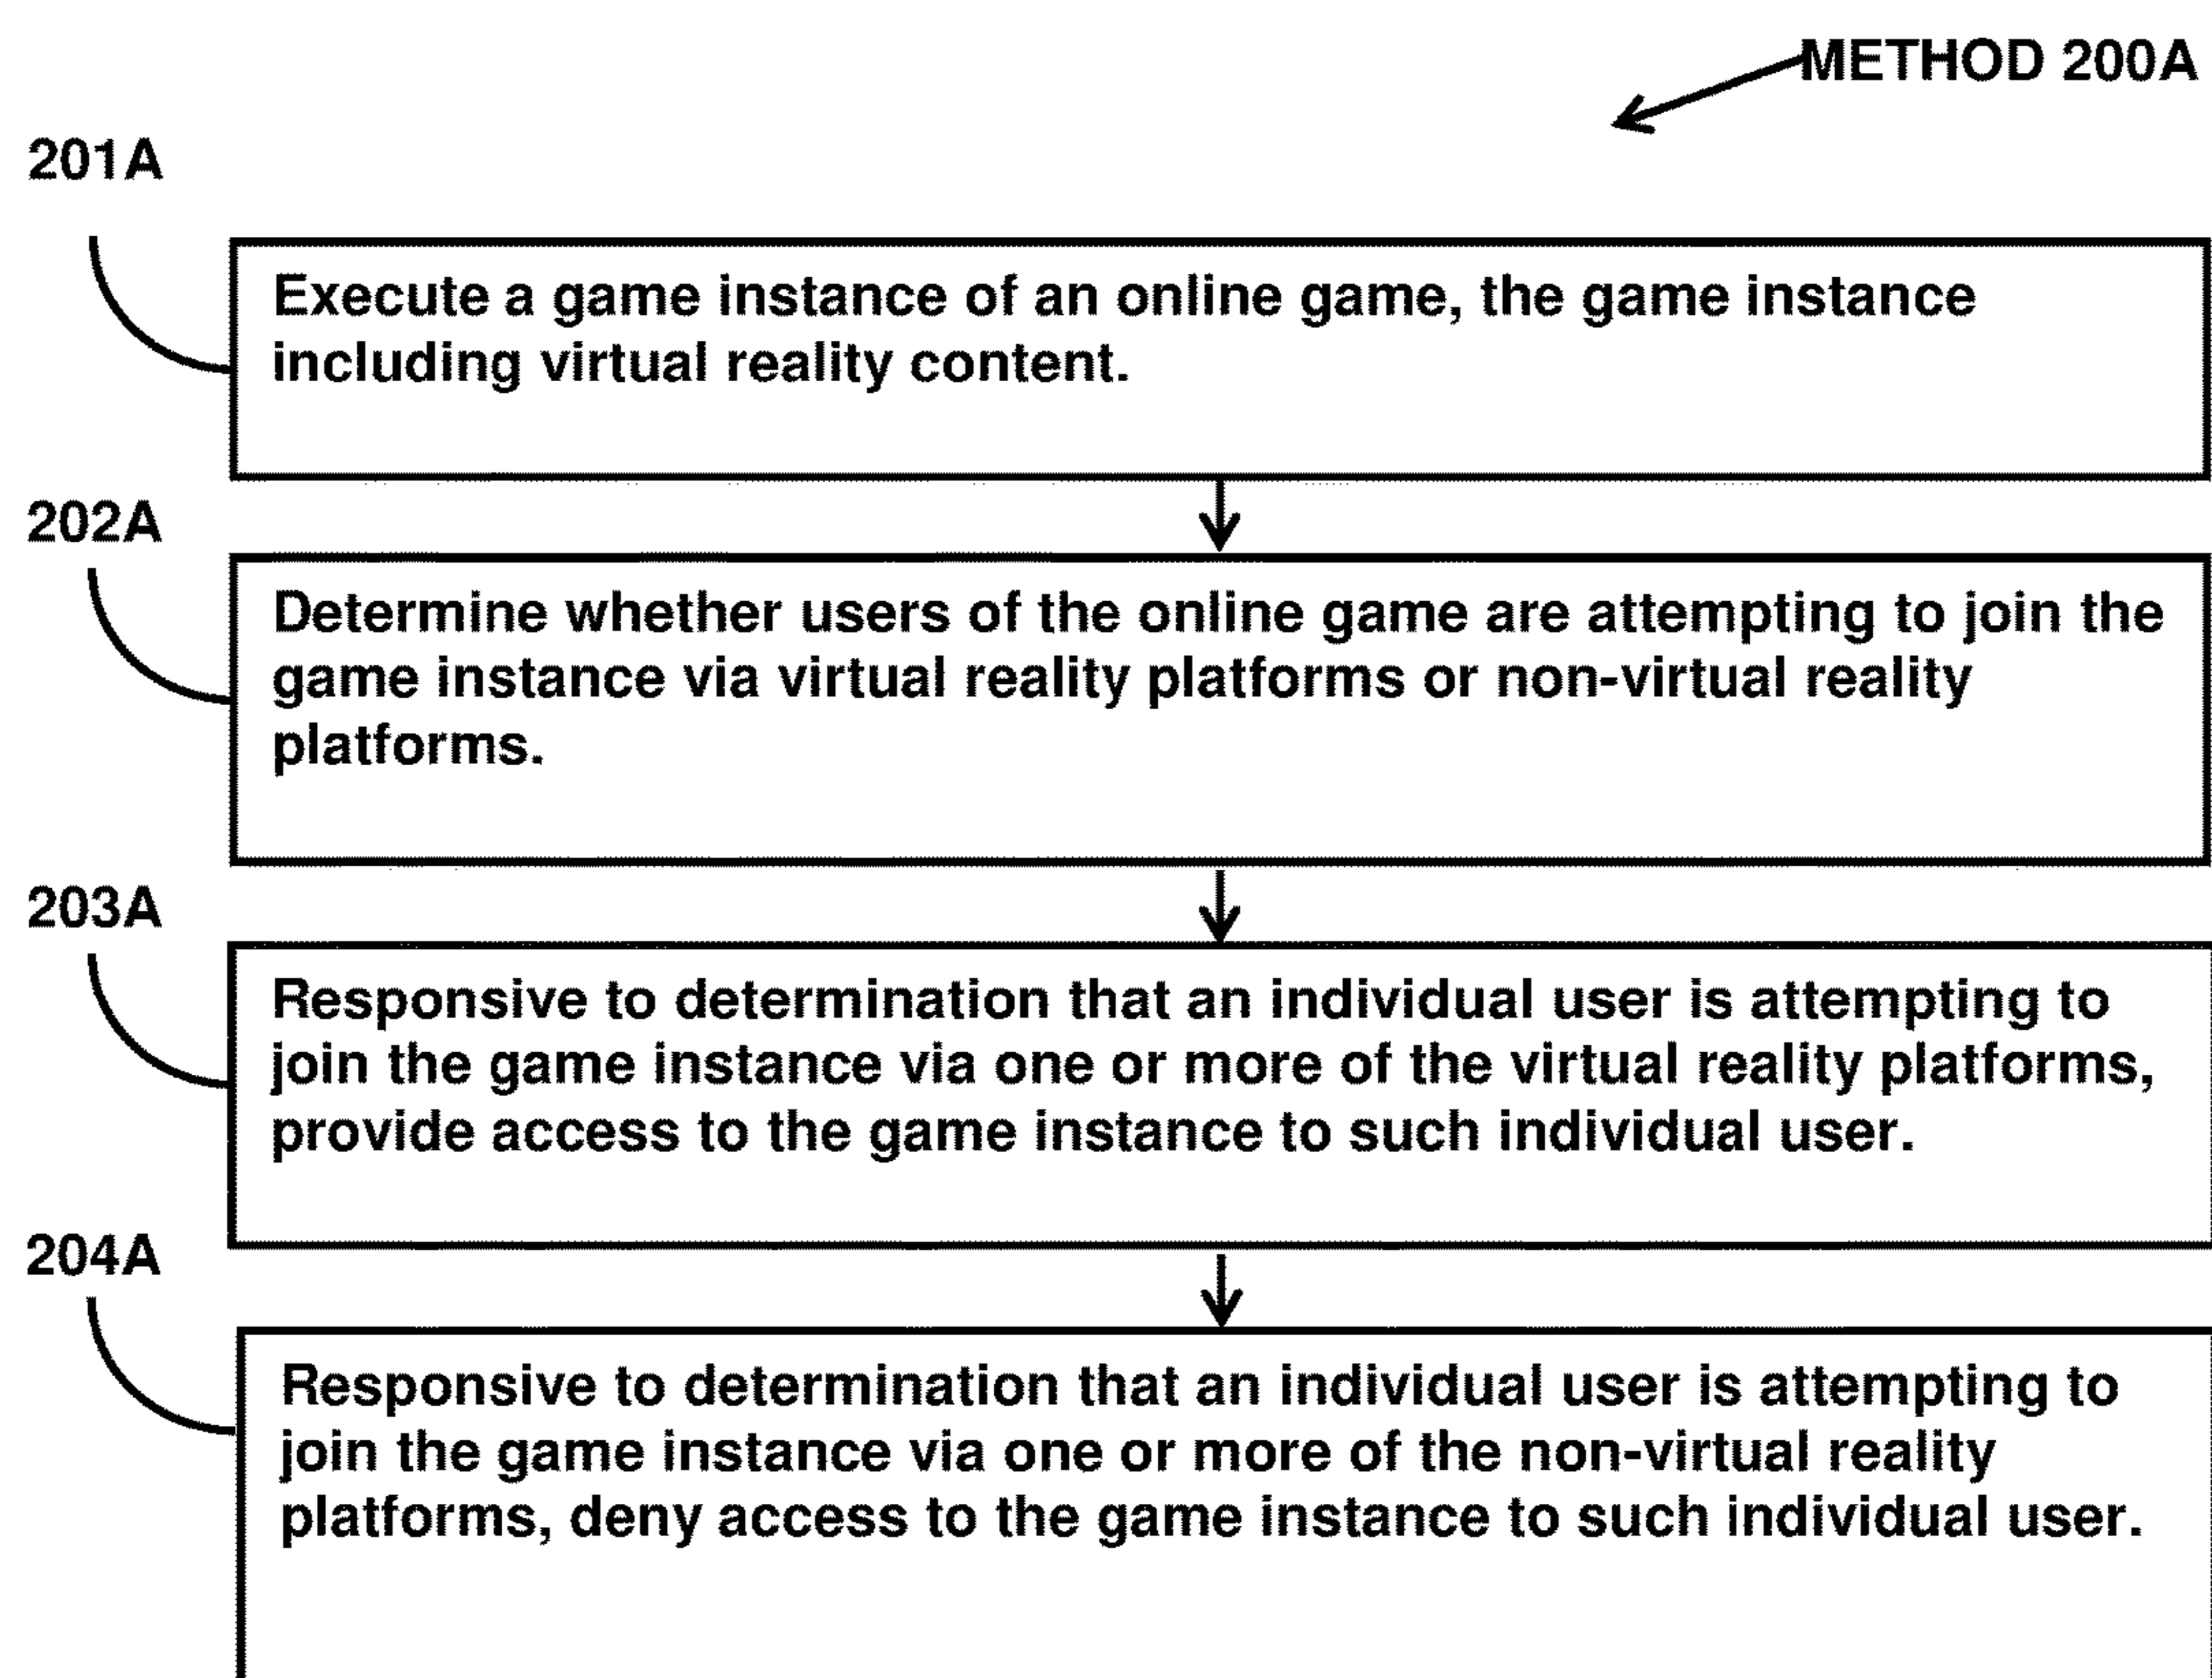 METHOD 200A
201A
Execute a game instance of an online game, the game instance
including virtual reality content.
202A
Determine whether users of the online game are attempting to join the
game instance via virtual reality platforms or non-virtual reality
platforms.
203A
Responsive to determination that an individual user is attempting to
join the game instance via one or more of the virtual reality platforms,
provide access to the game instance to such individual user.
204A
Responsive to determination that an individual user is attempting to
join the game instance via one or more of the non-virtual reality
platforms, deny access to the game instance to such individual user.